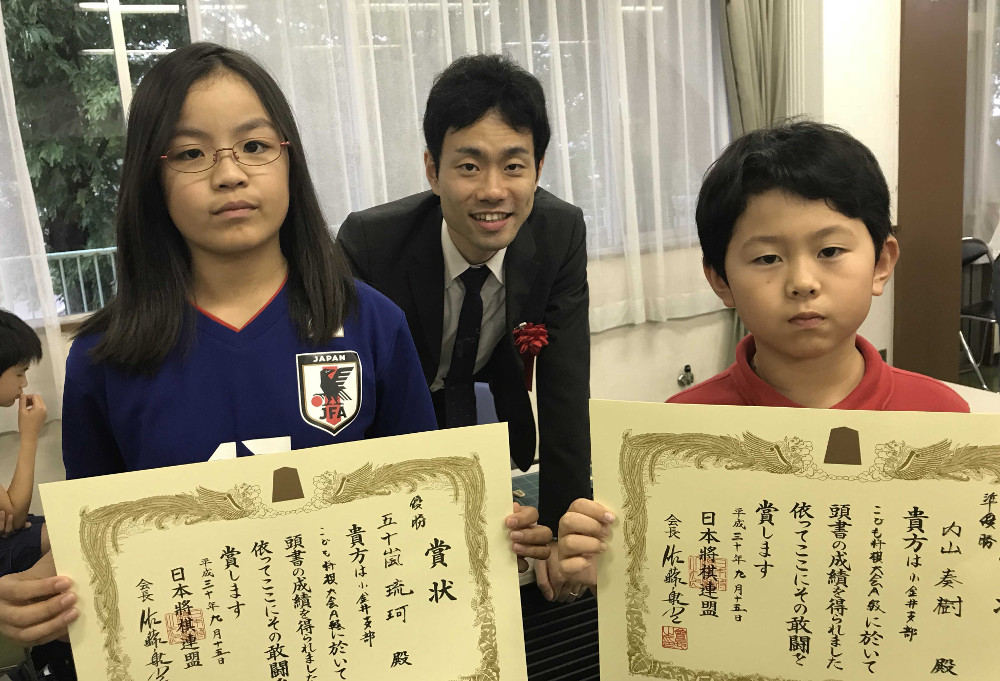 JAPAN
JFA
賞状
優勝
五十嵐 琉珂 殿
貴方は小金井支部
こども将棋大会A級に於いて
頭書の成績を得られました
依ってここにその敢闘を
賞します
平成三十年九月十五日
日本將棋連盟
会長 佐藤康光
準優勝
内山 奏樹 殿
貴方は小金井支部
こども将棋大会A級に於いて
頭書の成績を得られました
依ってここにその敢闘を
賞します
平成三十年九月十五日
日本將棋連盟
会長 佐藤康光